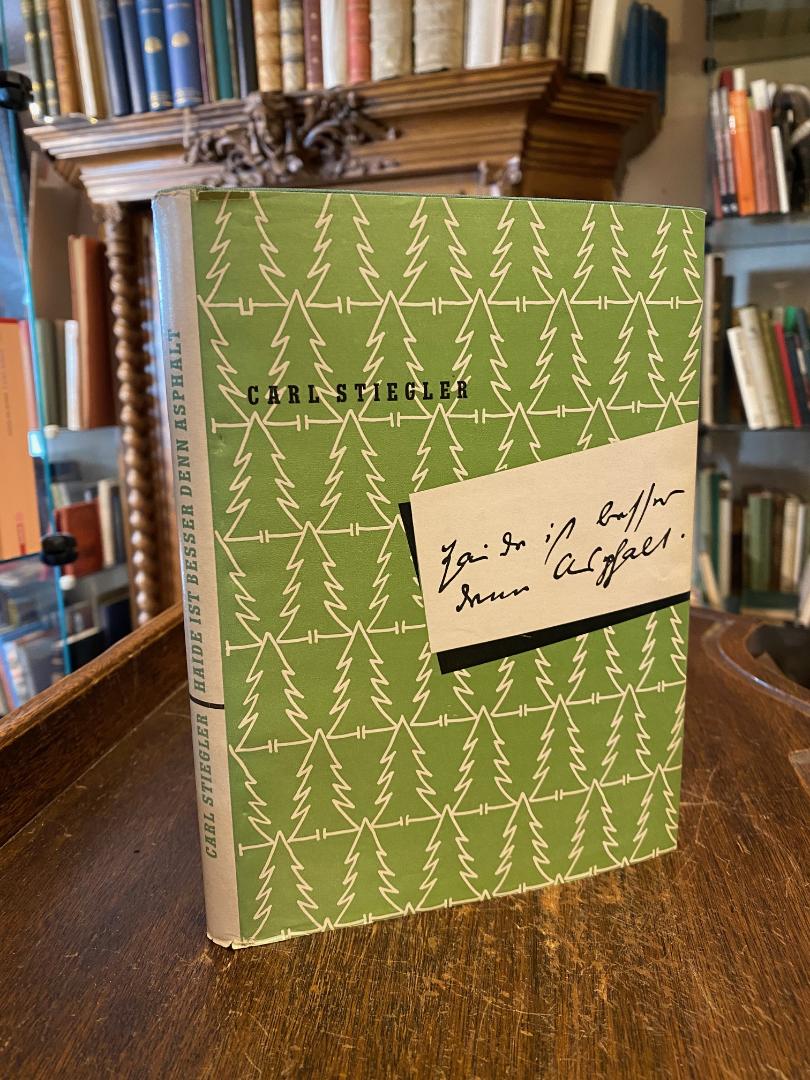 CARL STIEGLER
Haide ist besser
denn Asphalt.
CARL STIEGLER HAIDE IST BESSER DENN ASPHALT